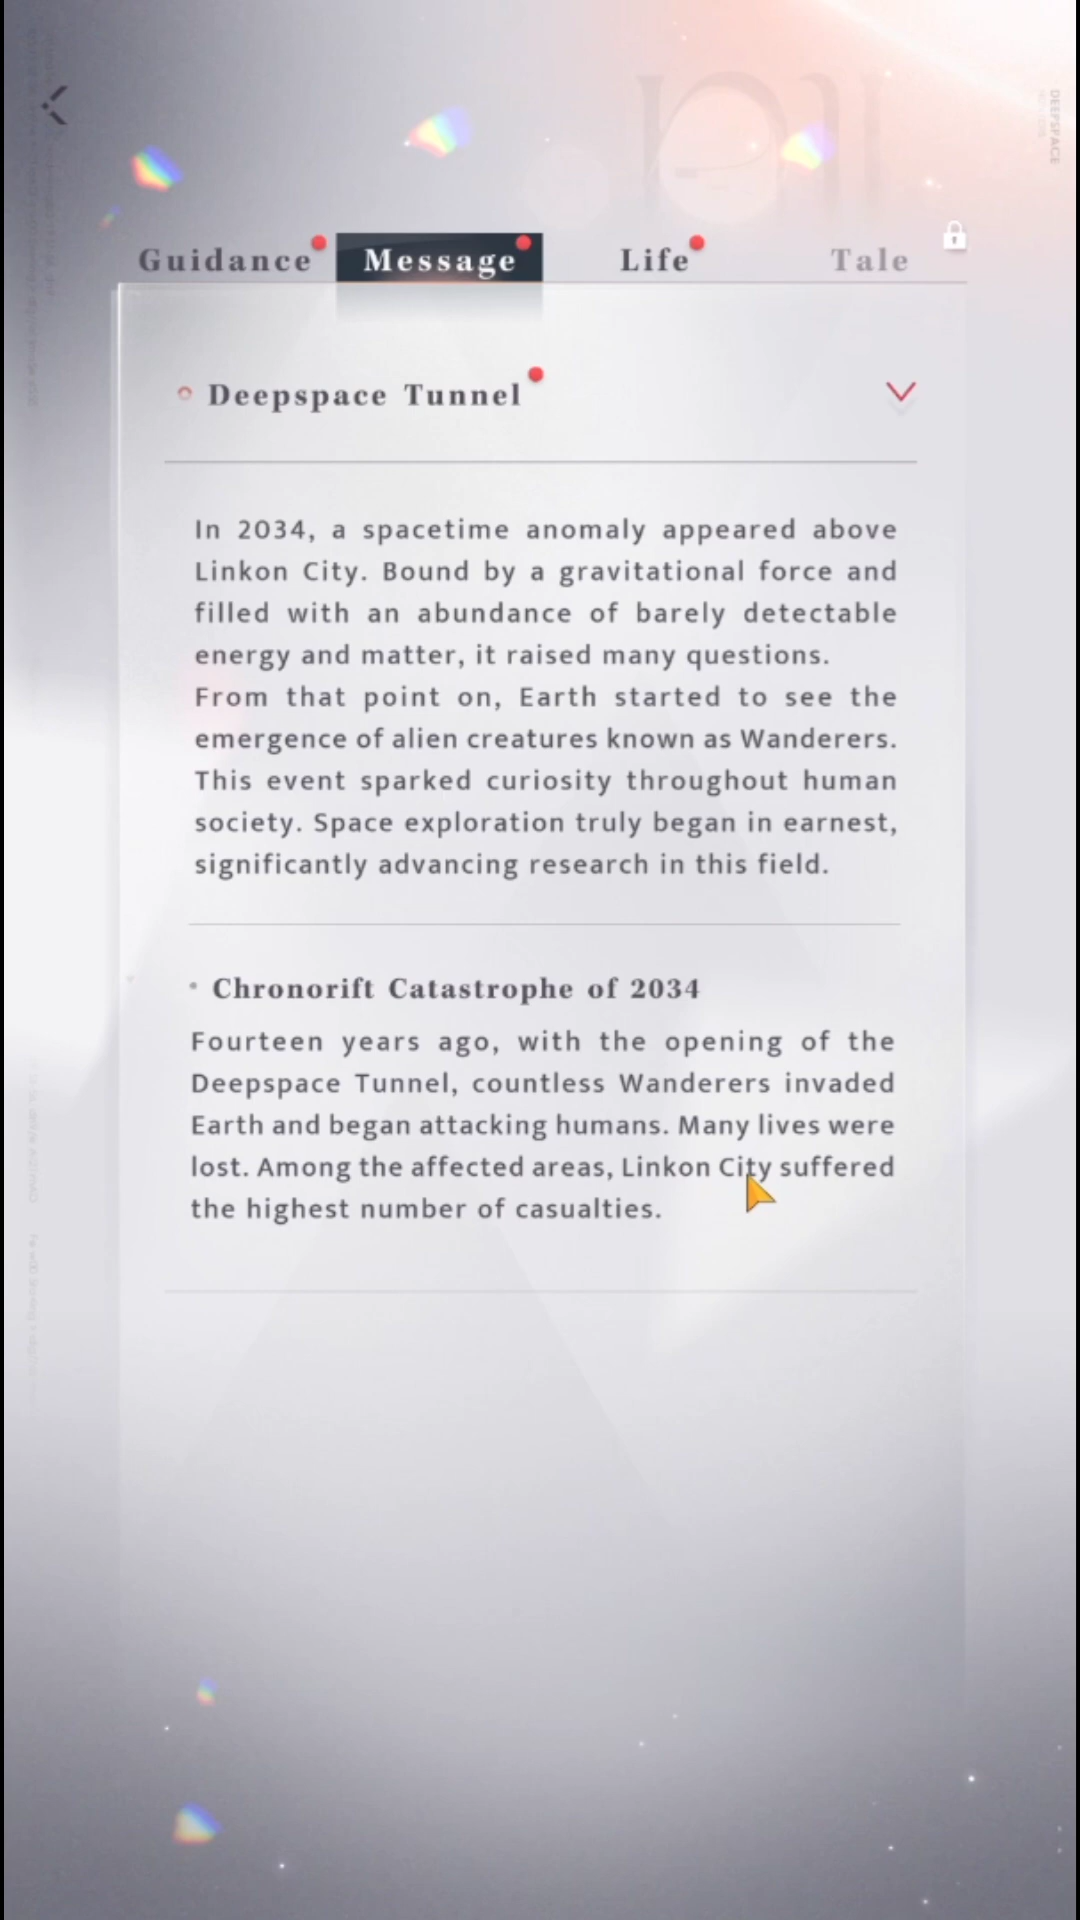 DEEPSPACE
Guidance
Message
Life
Tale
Deepspace Tunnel
In 2034, a spacetime anomaly appeared above
Linkon City. Bound by a gravitational force and
filled with an abundance of barely detectable
energy and matter, it raised many questions.
From that point on, Earth started to see the
emergence of alien creatures known as Wanderers.
This event sparked curiosity throughout human
society. Space exploration truly began in earnest,
significantly advancing research in this field.
Chronorift Catastrophe of 2034
Fourteen years ago, with the opening of the
Deepspace Tunnel, countless Wanderers invaded
Earth and began attacking humans. Many lives were
lost. Among the affected areas, Linkon City suffered
the highest number of casualties.